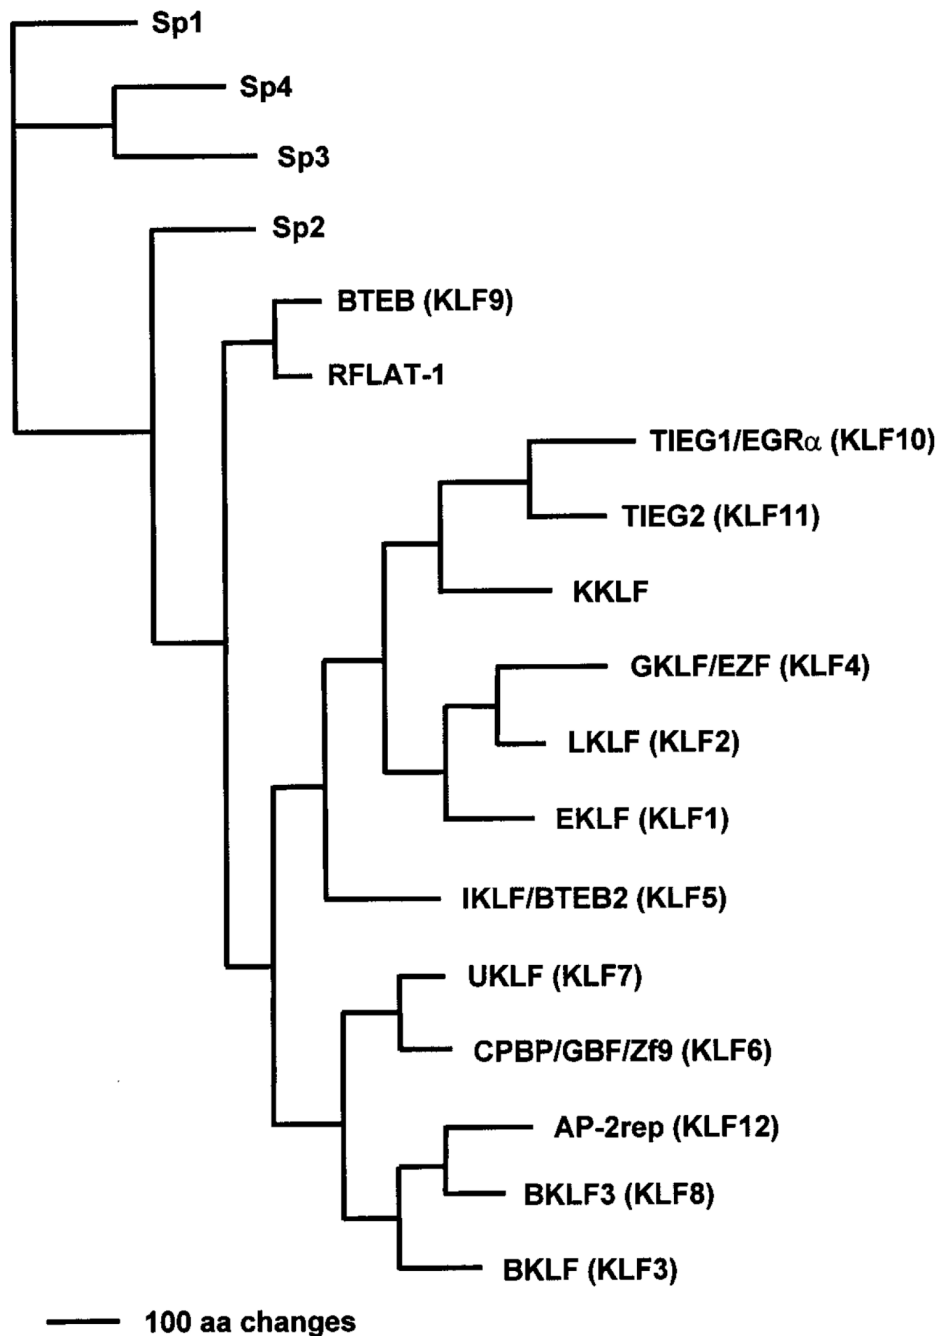 Sp1
Sp4
Sp3
Sp2
BTEB (KLF9)
RFLAT-1
TIEG1/EGRα (KLF10)
TIEG2 (KLF11)
KKLF
GKLF/EZF (KLF4)
LKLF (KLF2)
EKLF (KLF1)
IKLF/BTEB2 (KLF5)
UKLF (KLF7)
CPBP/GBF/Zf9 (KLF6)
AP-2rep (KLF12)
BKLF3 (KLF8)
BKLF (KLF3)
100 aa changes